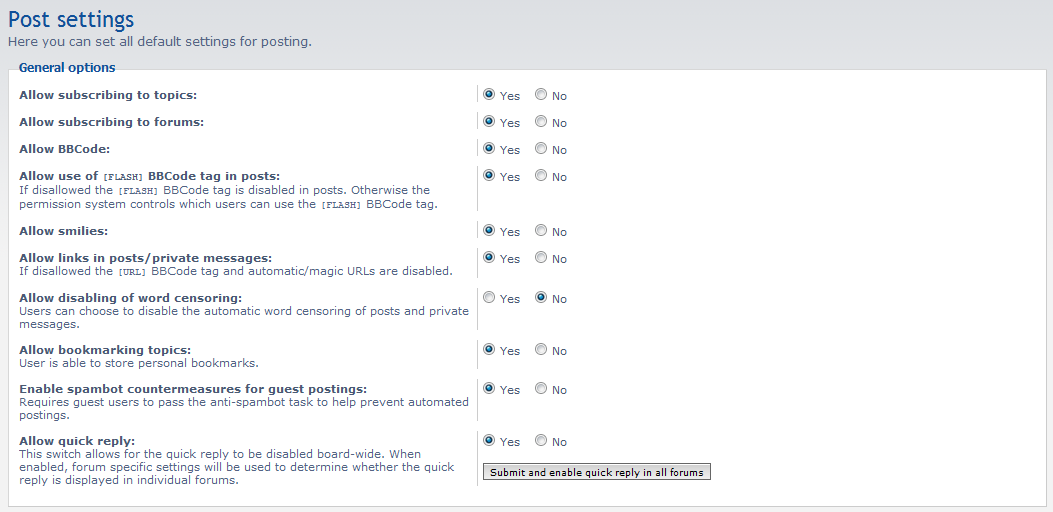 Post settings
Here you can set all default settings for posting.
General options
Allow subscribing to topics: Yes No
Allow subscribing to forums: Yes No
Allow BBCode: Yes No
Allow use of [FLASH] BBCode tag in posts: Yes No
If disallowed the [FLASH] BBCode tag is disabled in posts. Otherwise the
permission system controls which users can use the [FLASH] BBCode tag.
Allow smilies: Yes No
Allow links in posts/private messages: Yes No
If disallowed the [URL] BBCode tag and automatic/magic URLs are disabled.
Allow disabling of word censoring: Yes No
Users can choose to disable the automatic word censoring of posts and private
messages.
Allow bookmarking topics: Yes No
User is able to store personal bookmarks.
Enable spambot countermeasures for guest postings: Yes No
Requires guest users to pass the anti-spambot task to help prevent automated
postings.
Allow quick reply: Yes No
This switch allows for the quick reply to be disabled board-wide. When
enabled, forum specific settings will be used to determine whether the quick
reply is displayed in individual forums.
Submit and enable quick reply in all forums